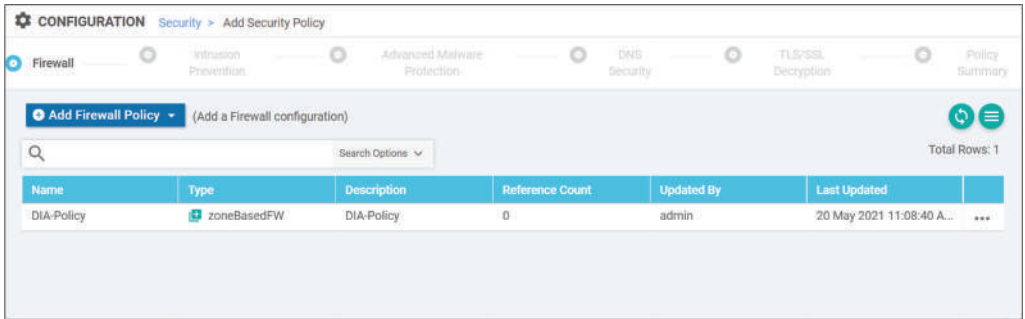 CONFIGURATION Security > Add Security Policy
Firewall
Intrusion
Prevention
Advanced Malware
Protection
DNS
Security
TLS/SSL
Decryption
Policy
Summary
Add Firewall Policy (Add a Firewall configuration)
Search Options
Total Rows: 1
Name Type Description Reference Count Updated By Last Updated
DIA-Policy zoneBasedFW DIA-Policy 0 admin 20 May 2021 11:08:40 A... •••